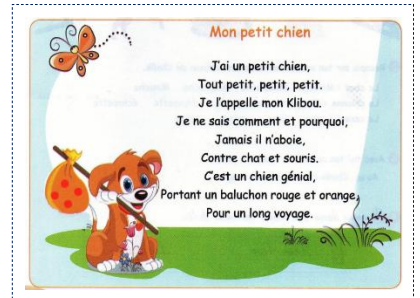 Mon petit chien
J'ai un petit chien,
Tout petit, petit, petit.
Je l'appelle mon Klibou.
Je ne sais comment et pourquoi,
Jamais il n'aboie,
Contre chat et souris.
C'est un chien génial,
Portant un baluchon rouge et orange,
Pour un long voyage.